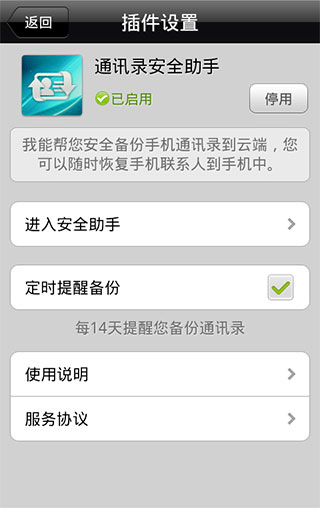 返回
插件设置
通讯录安全助手
已启用
停用
我能帮您安全备份手机通讯录到云端，您
可以随时恢复手机联系人到手机中。
进入安全助手
定时提醒备份
每14天提醒您备份通讯录
使用说明
服务协议